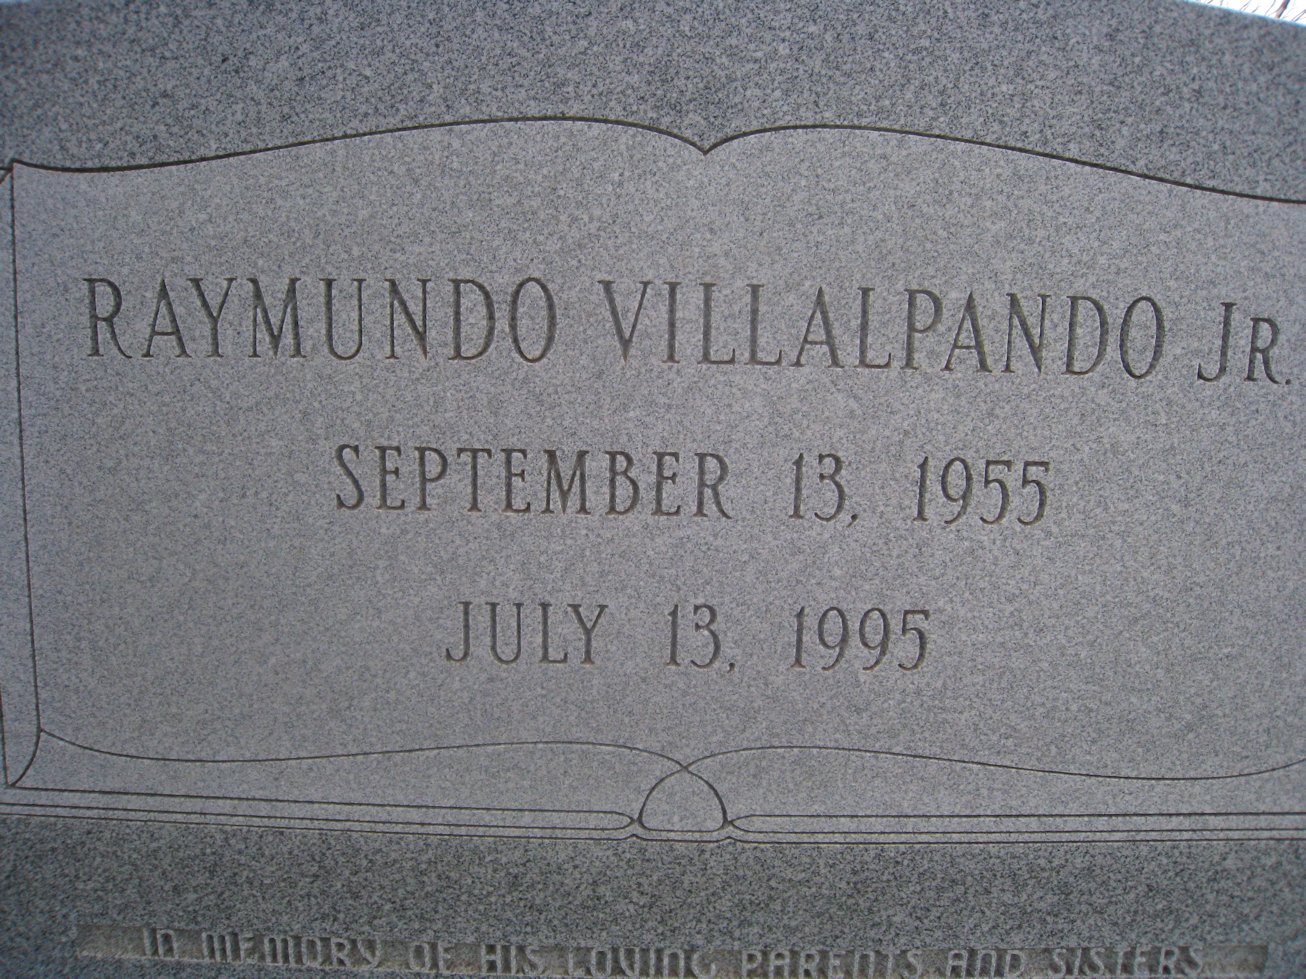 RAYMUNDO VILLALPANDO JR.
SEPTEMBER 13, 1955
JULY 13, 1995
IN MEMORY OF HIS LOVING PARENTS AND SISTERS